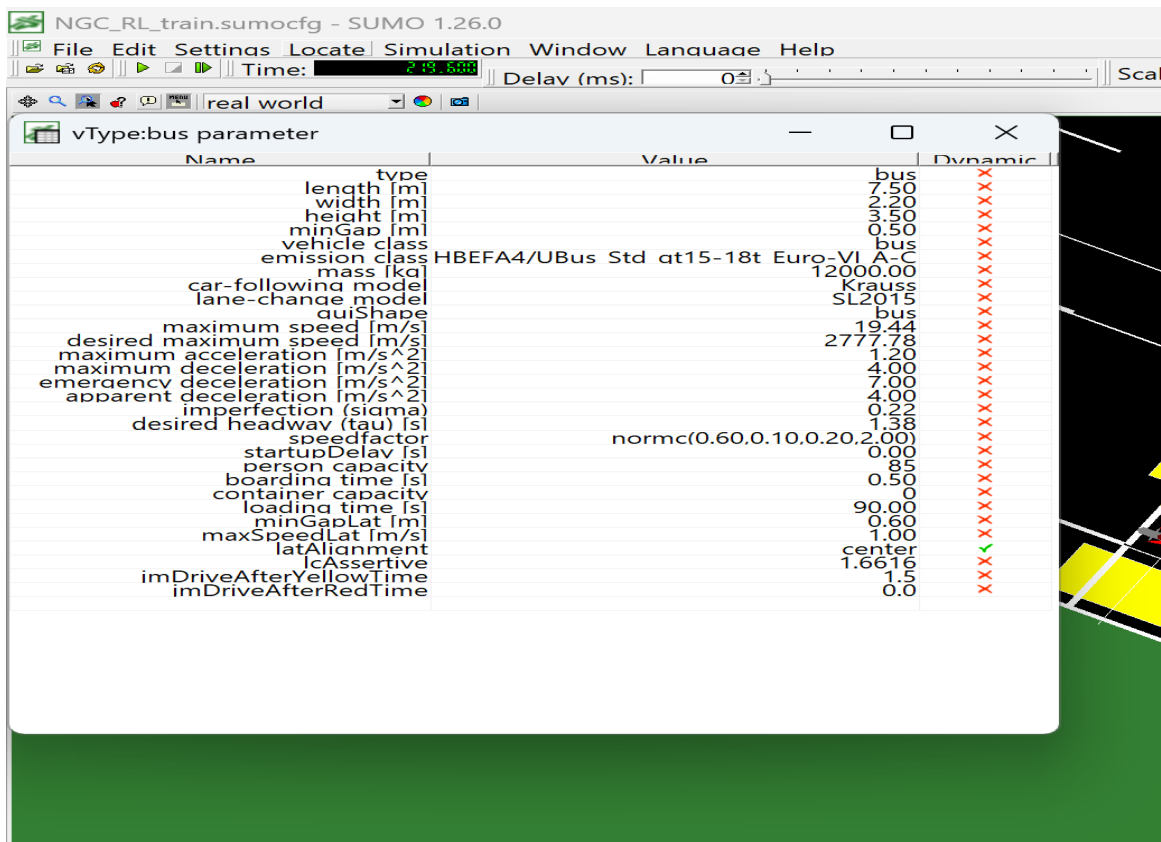 NGC_RL_train.sumocfg - SUMO 1.26.0
File Edit Settings Locate Simulation Window Language Help
Time: 219.600 Delay (ms): 0 Scal
real world
vType:bus parameter
Name Value Dynamic
type bus
length [m] 7.50
width [m] 2.20
height [m] 3.50
minGap [m] 0.50
vehicle class bus
emission class HBEFA4/UBus_Std_gt15-18t_Euro-VI_A-C
mass [kg] 12000.00
car-following model Krauss
lane-change model SL2015
guiShape bus
maximum speed [m/s] 19.44
desired maximum speed [m/s] 2777.78
maximum acceleration [m/s^2] 1.20
maximum deceleration [m/s^2] 4.00
emergency deceleration [m/s^2] 7.00
apparent deceleration [m/s^2] 4.00
imperfection (sigma) 0.22
desired headway (tau) [s] 1.38
speedfactor normc(0.60,0.10,0.20,2.00)
startupDelay [s] 0.00
person capacity 85
boarding time [s] 0.50
container capacity 0
loading time [s] 90.00
minGapLat [m] 0.60
maxSpeedLat [m/s] 1.00
latAlignment center
lcAssertive 1.6616
imDriveAfterYellowTime 1.5
imDriveAfterRedTime 0.0